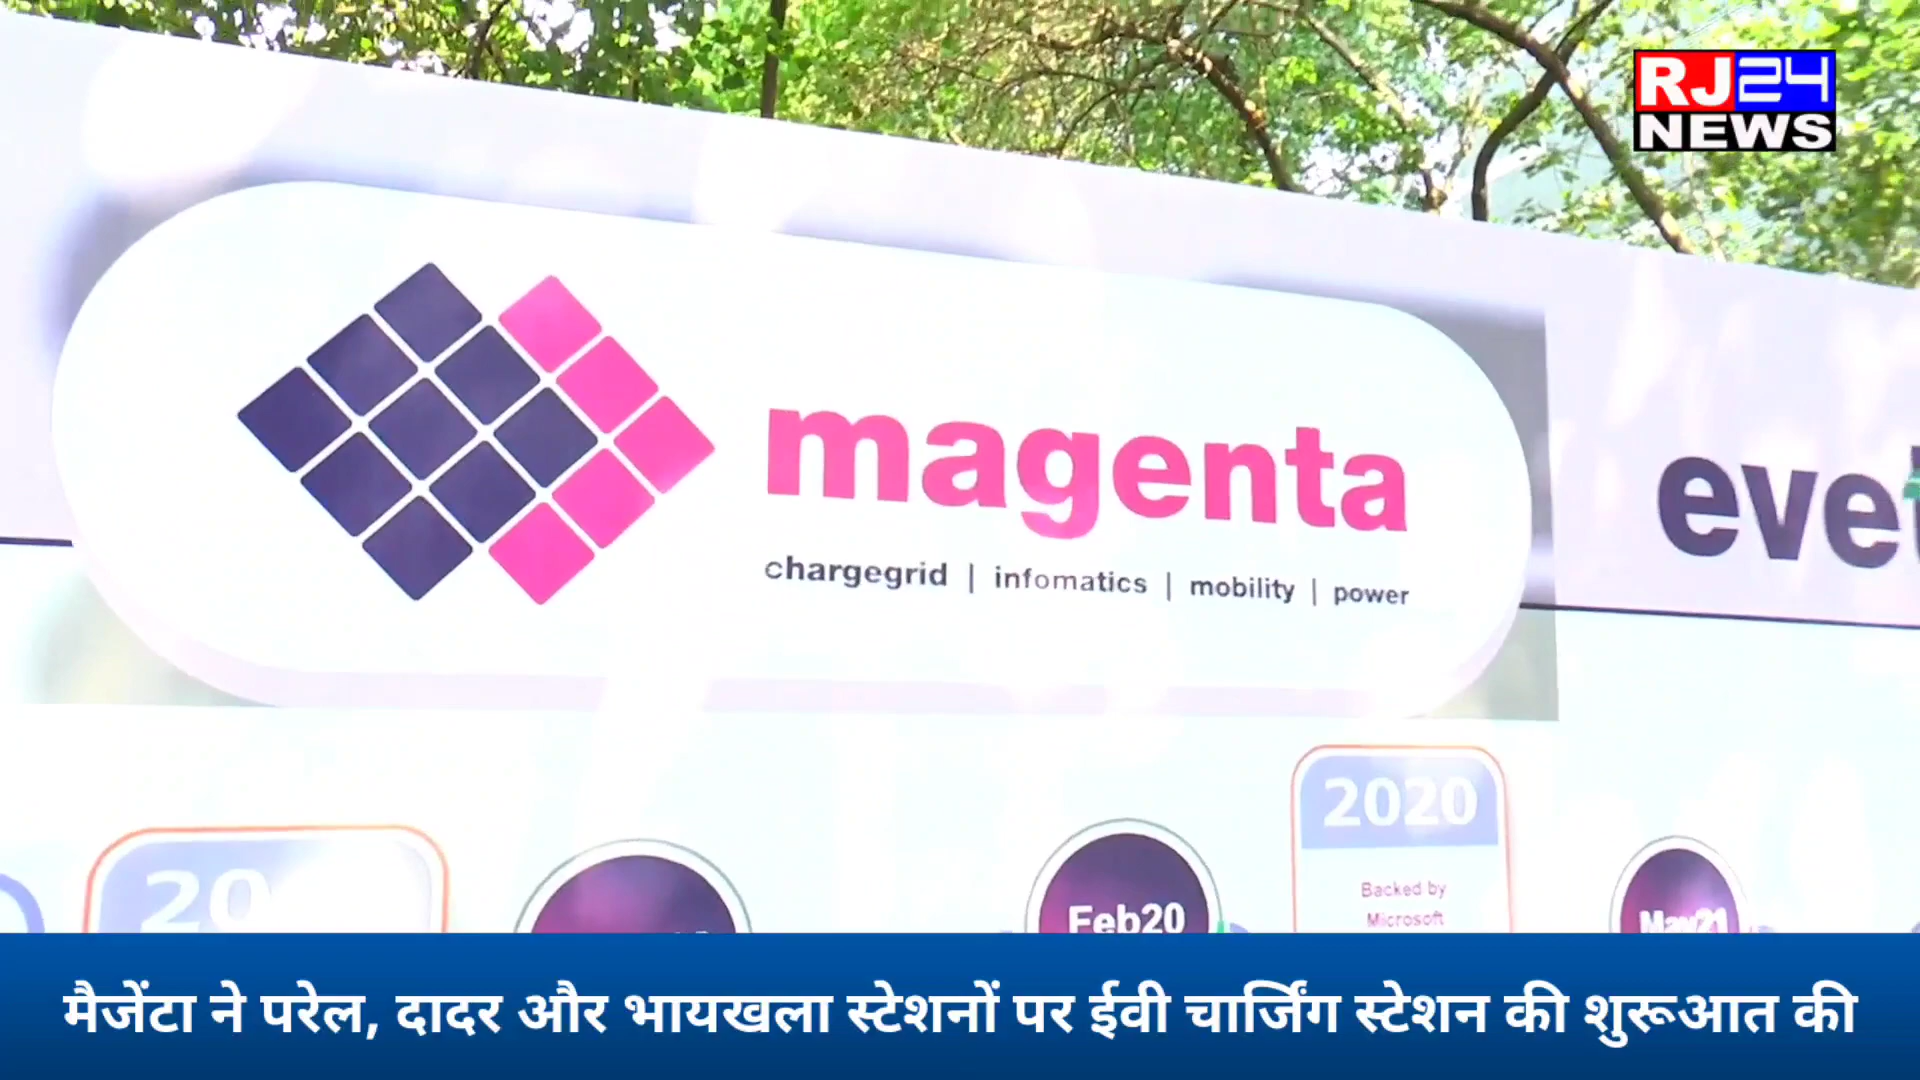 RJ24
NEWS
magenta
chargegrid | infomatics | mobility | power
2020
Backed by
Microsoft
Feb20
May21
मैजेंटा ने परेल, दादर और भायखला स्टेशनों पर ईवी चार्जिंग स्टेशन की शुरूआत की